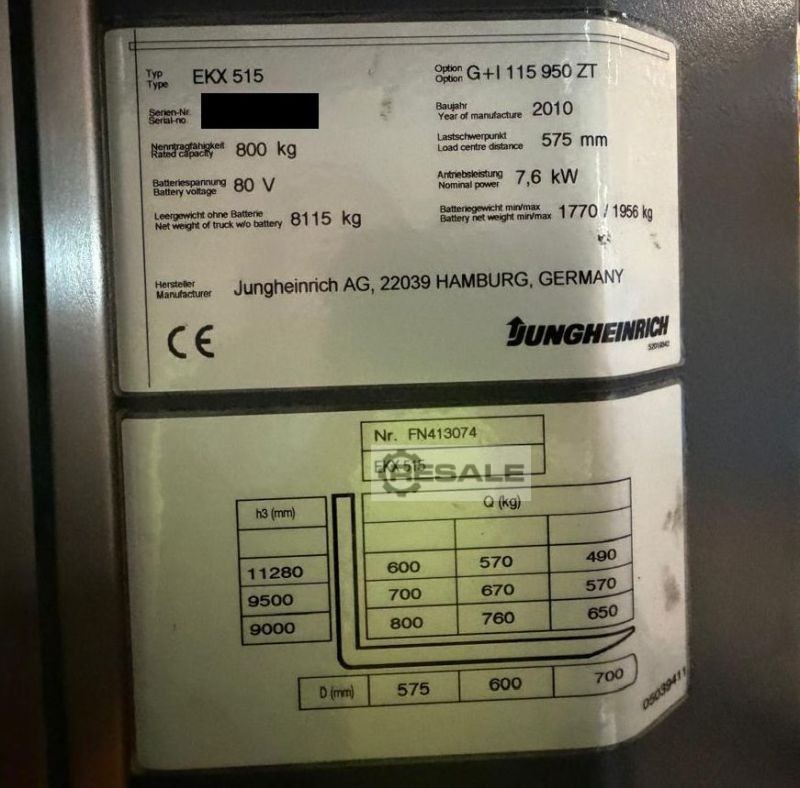 Typ
Type EKX 515
Option
Option G+I 115 950 ZT
Serien-Nr.
Serial-no.
Baujahr
Year of manufacture 2010
Nenntragfähigkeit
Rated capacity 800 kg
Lastschwerpunkt
Load centre distance 575 mm
Batteriespannung
Battery voltage 80 V
Antriebsleistung
Nominal power 7,6 kW
Leergewicht ohne Batterie
Net weight of truck w/o battery 8115 kg
Batteriegewicht min/max
Battery net weight min/max 1770 / 1956 kg
Hersteller
Manufacturer Jungheinrich AG, 22039 HAMBURG, GERMANY
CE
JUNGHEINRICH
Nr. FN413074
EKX 515
RESALE
h3 (mm) Q (kg)
11280 600 570 490
9500 700 670 570
9000 800 760 650
D (mm) 575 600 700
05039411